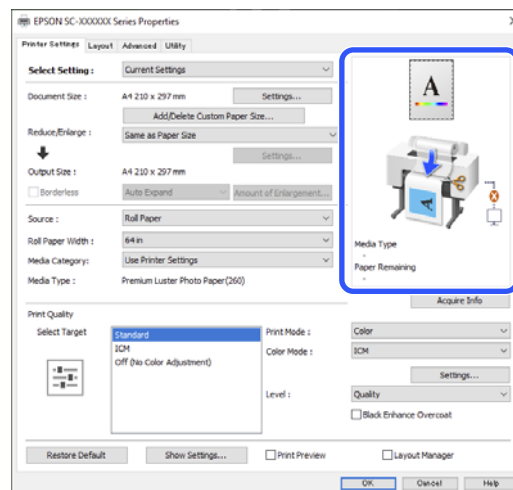 EPSON SC-XXXXXX Series Properties
Printer Settings Layout Advanced Utility
Select Setting : Current Settings
Document Size : A4 210 x 297 mm Settings...
Add/Delete Custom Paper Size...
Reduce/Enlarge : Same as Paper Size
Settings...
Output Size : A4 210 x 297 mm
Borderless Auto Expand Amount of Enlargement...
Source : Roll Paper
Roll Paper Width : 64 in
Media Category: Use Printer Settings
Media Type : Premium Luster Photo Paper(260)
A
A
Media Type
-
Paper Remaining
-
Acquire Info
Print Quality
Select Target Standard
ICM
Off (No Color Adjustment)
Print Mode : Color
Color Mode : ICM
Settings...
Level : Quality
Black Enhance Overcoat
Restore Default Show Settings... Print Preview Layout Manager
OK Cancel Help